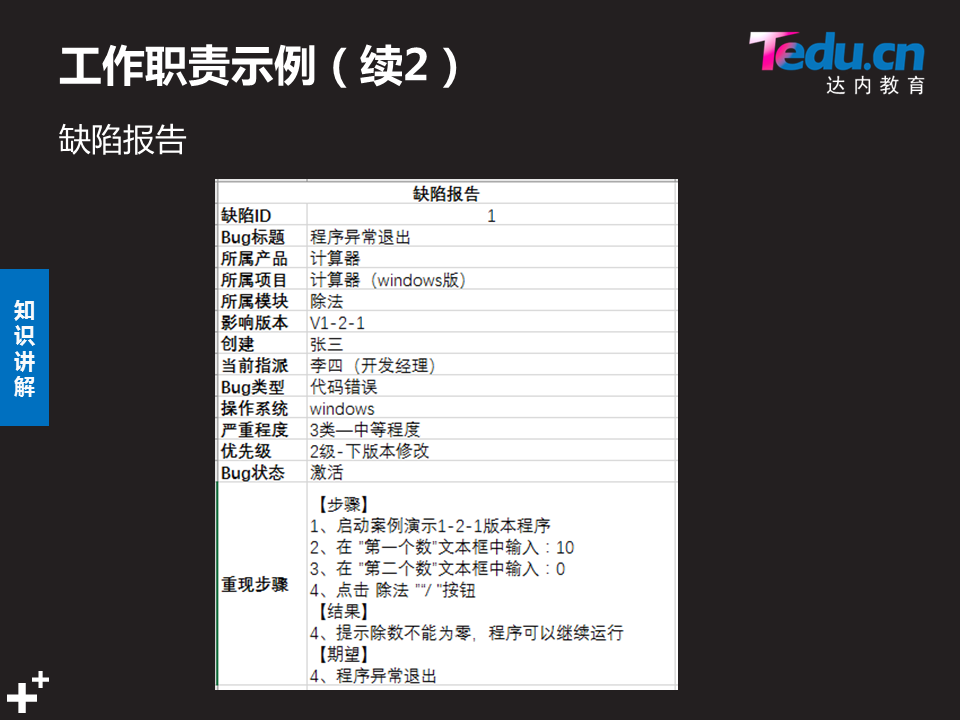 工作职责示例（续2）
Tedu.cn
达内教育
缺陷报告
知识讲解
缺陷报告
缺陷ID 1
Bug标题 程序异常退出
所属产品 计算器
所属项目 计算器（windows版）
所属模块 除法
影响版本 V1-2-1
创建 张三
当前指派 李四（开发经理）
Bug类型 代码错误
操作系统 windows
严重程度 3类—中等程度
优先级 2级-下版本修改
Bug状态 激活
重现步骤
【步骤】
1、启动案例演示1-2-1版本程序
2、在 "第一个数"文本框中输入：10
3、在 "第二个数"文本框中输入：0
4、点击 除法 "“/ "按钮
【结果】
4、提示除数不能为零，程序可以继续运行
【期望】
4、程序异常退出